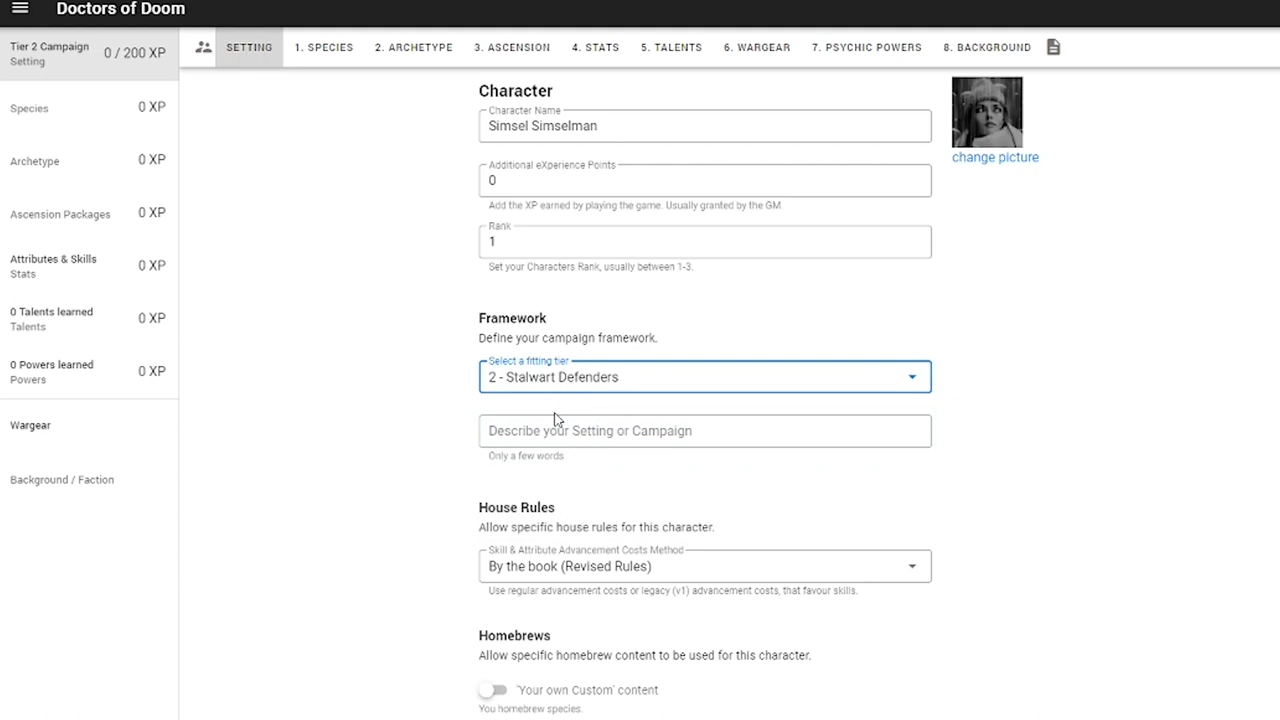 Doctors of Doom
Tier 2 Campaign
Setting
0 / 200 XP
Species
0 XP
Archetype
0 XP
Ascension Packages
0 XP
Attributes & Skills
Stats
0 XP
0 Talents learned
Talents
0 XP
0 Powers learned
Powers
0 XP
Wargear
Background / Faction
SETTING
1. SPECIES
2. ARCHETYPE
3. ASCENSION
4. STATS
5. TALENTS
6. WARGEAR
7. PSYCHIC POWERS
8. BACKGROUND
Character
Character Name
Simsel Simselman
change picture
Additional eXperience Points
0
Add the XP earned by playing the game. Usually granted by the GM
Rank
1
Set your Characters Rank, usually between 1-3.
Framework
Define your campaign framework.
Select a fitting tier
2 - Stalwart Defenders
Describe your Setting or Campaign
Only a few words
House Rules
Allow specific house rules for this character.
Skill & Attribute Advancement Costs Method
By the book (Revised Rules)
Use regular advancement costs or legacy (v1) advancement costs, that favour skills.
Homebrews
Allow specific homebrew content to be used for this character.
'Your own Custom' content
You homebrew species.